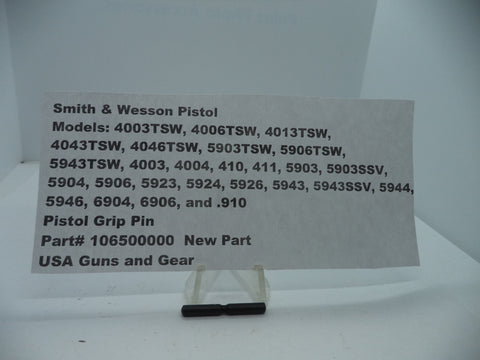 Smith & Wesson Pistol
Models: 4003TSW, 4006TSW, 4013TSW,
4043TSW, 4046TSW, 5903TSW, 5906TSW,
5943TSW, 4003, 4004, 410, 411, 5903, 5903SSV,
5904, 5906, 5923, 5924, 5926, 5943, 5943SSV, 5944,
5946, 6904, 6906, and .910
Pistol Grip Pin
Part# 106500000 New Part
USA Guns and Gear